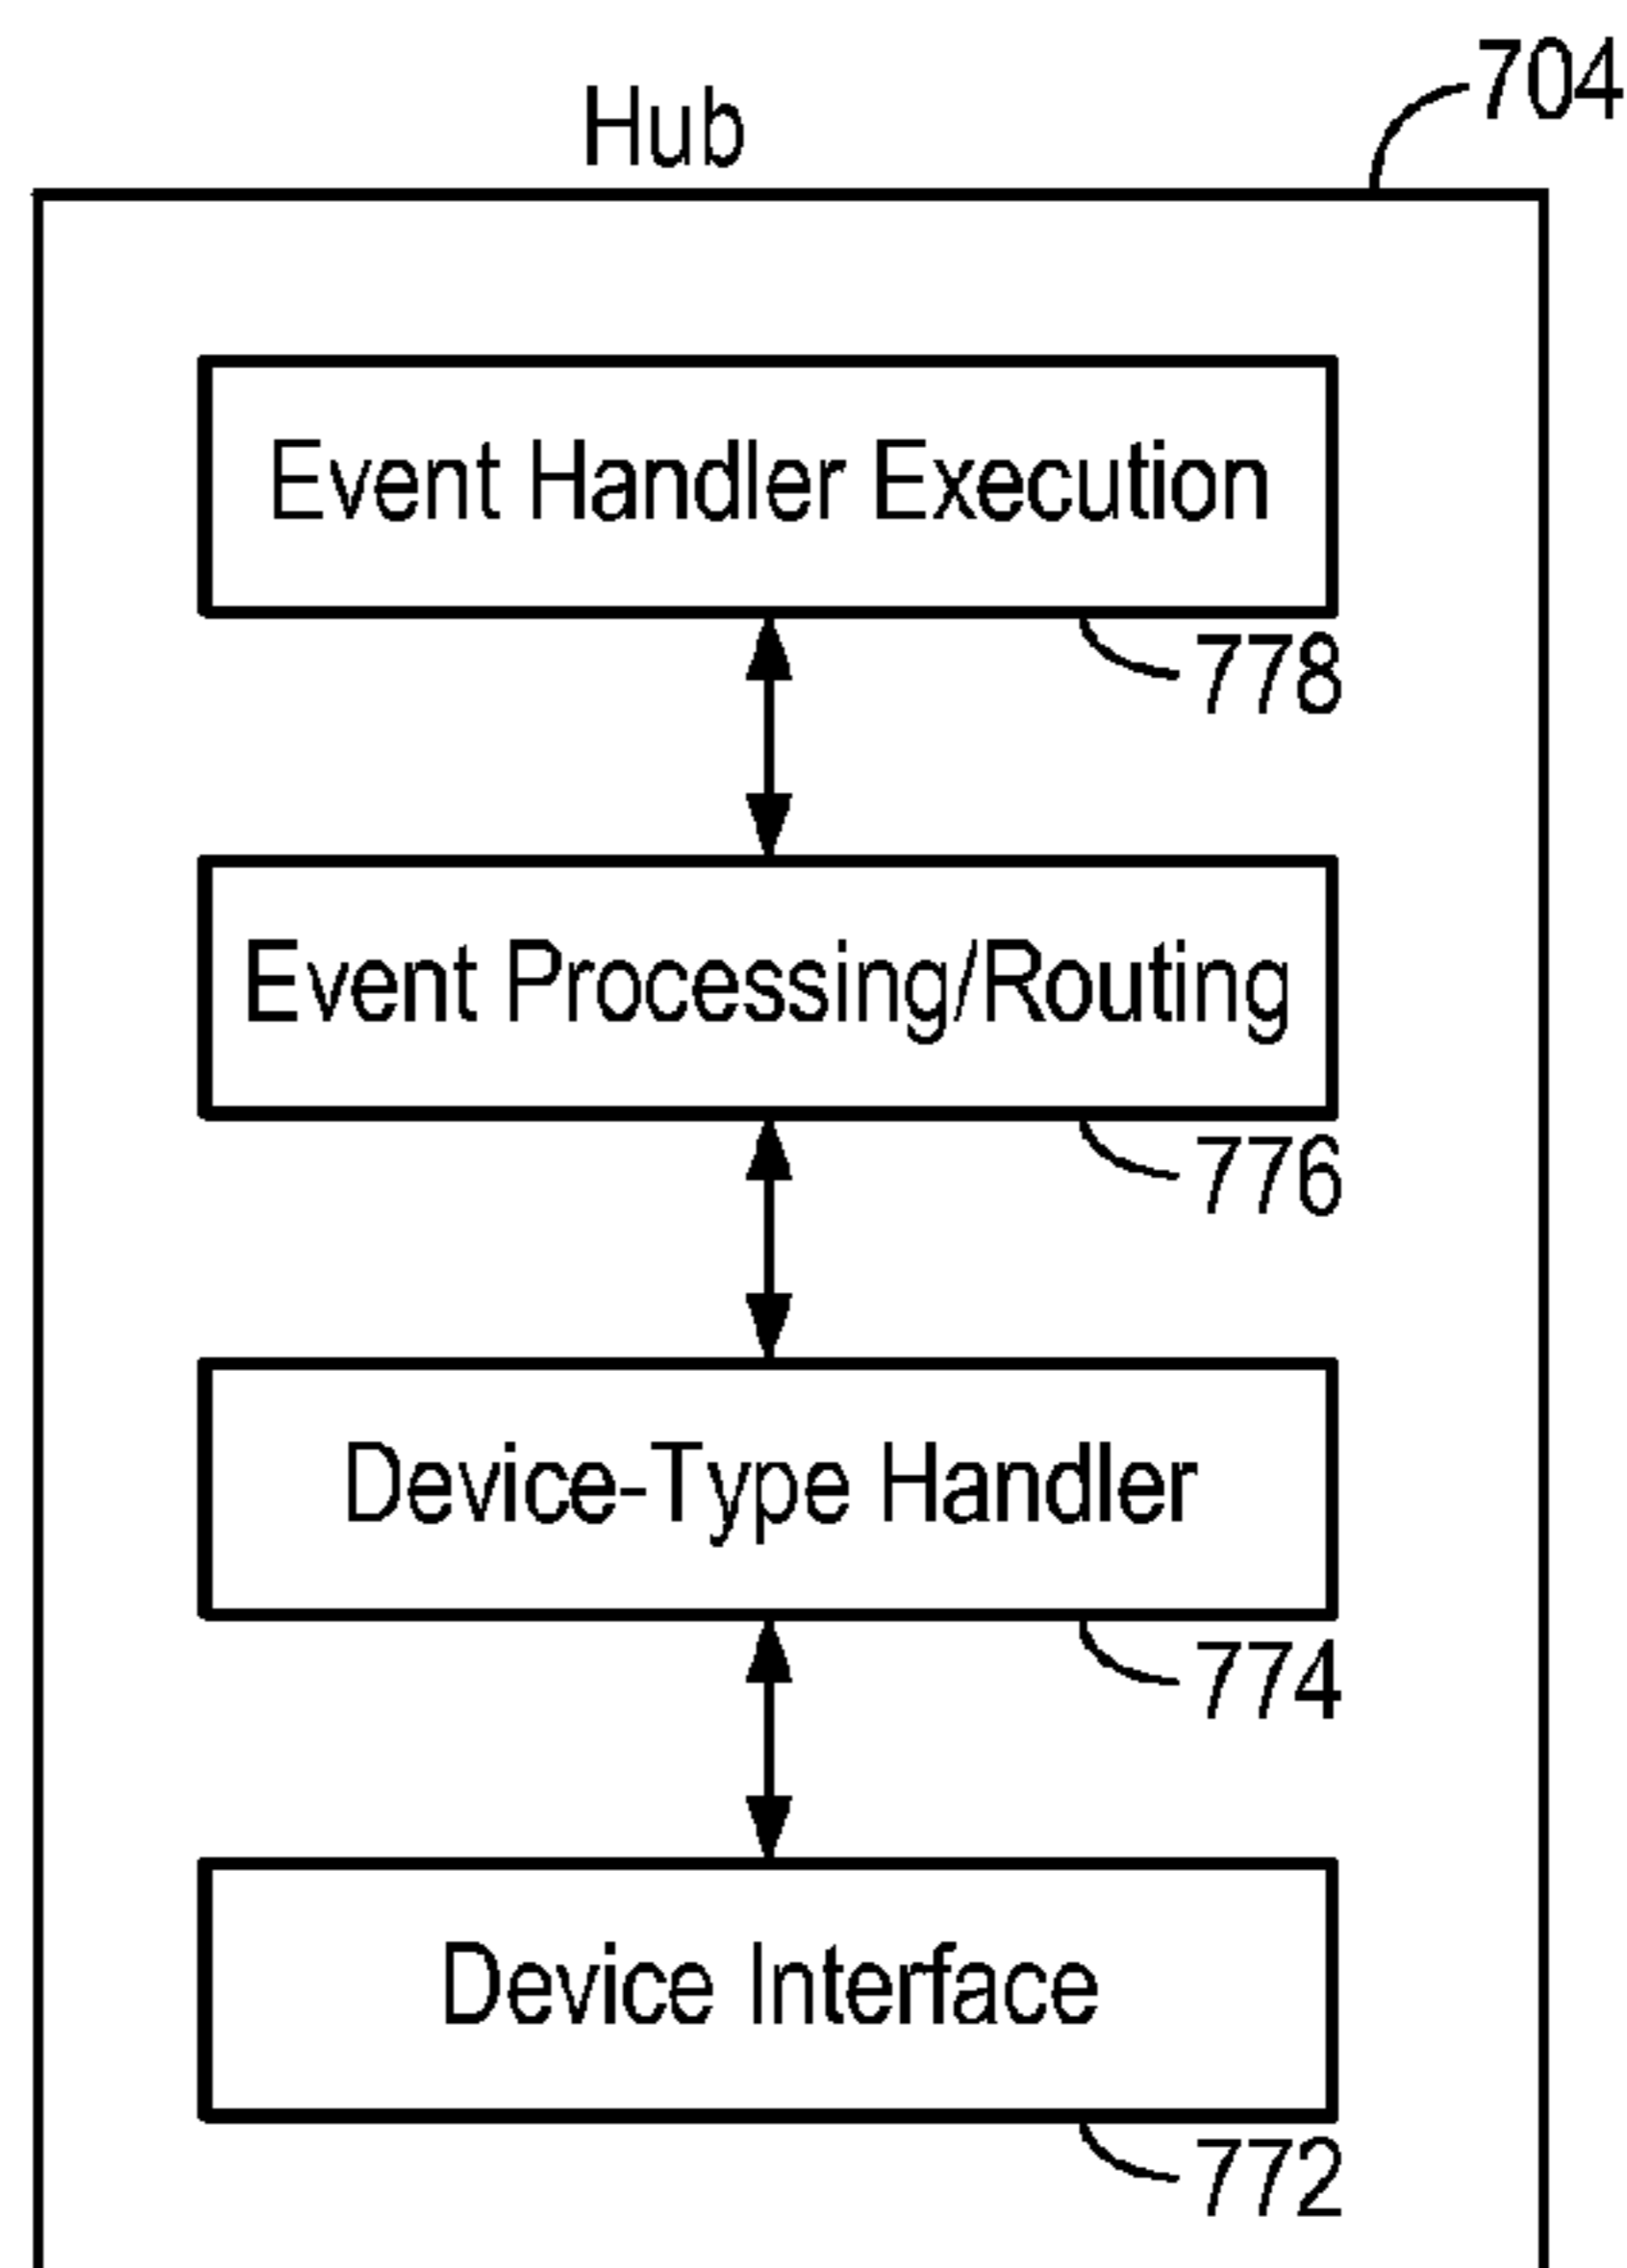 704
Hub
Event Handler Execution
778
Event Processing/Routing
776
Device-Type Handler
774
Device Interface
772